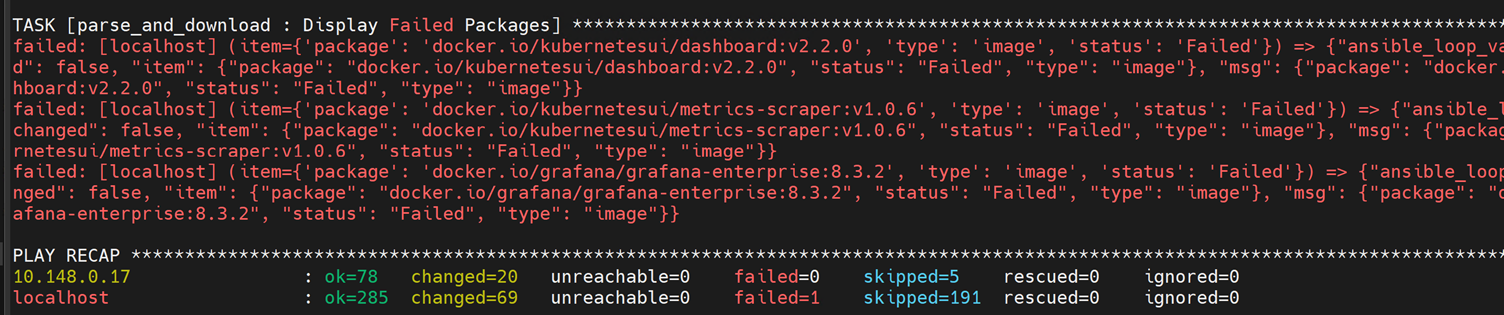 TASK [parse_and_download : Display Failed Packages] ****************************************************************************************
failed: [localhost] (item={'package': 'docker.io/kubernetesui/dashboard:v2.2.0', 'type': 'image', 'status': 'Failed'}) => {"ansible_loop_va
d": false, "item": {"package": "docker.io/kubernetesui/dashboard:v2.2.0", "status": "Failed", "type": "image"}, "msg": {"package": "docker.
hboard:v2.2.0", "status": "Failed", "type": "image"}}
failed: [localhost] (item={'package': 'docker.io/kubernetesui/metrics-scraper:v1.0.6', 'type': 'image', 'status': 'Failed'}) => {"ansible_l
changed": false, "item": {"package": "docker.io/kubernetesui/metrics-scraper:v1.0.6", "status": "Failed", "type": "image"}, "msg": {"packag
rnetesui/metrics-scraper:v1.0.6", "status": "Failed", "type": "image"}}
failed: [localhost] (item={'package': 'docker.io/grafana/grafana-enterprise:8.3.2', 'type': 'image', 'status': 'Failed'}) => {"ansible_loop
nged": false, "item": {"package": "docker.io/grafana/grafana-enterprise:8.3.2", "status": "Failed", "type": "image"}, "msg": {"package": "d
afana-enterprise:8.3.2", "status": "Failed", "type": "image"}}
PLAY RECAP *********************************************************************************************************************************
10.148.0.17 : ok=78 changed=20 unreachable=0 failed=0 skipped=5 rescued=0 ignored=0
localhost : ok=285 changed=69 unreachable=0 failed=1 skipped=191 rescued=0 ignored=0